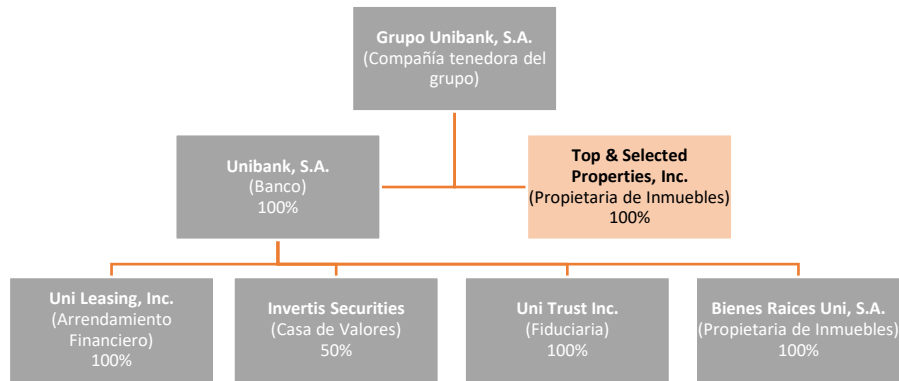 Grupo Unibank, S.A.
(Compañía tenedora del
grupo)
Unibank, S.A.
(Banco)
100%
Top & Selected
Properties, Inc.
(Propietaria de Inmuebles)
100%
Uni Leasing, Inc.
(Arrendamiento
Financiero)
100%
Invertis Securities
(Casa de Valores)
50%
Uni Trust Inc.
(Fiduciaria)
100%
Bienes Raices Uni, S.A.
(Propietaria de Inmuebles)
100%